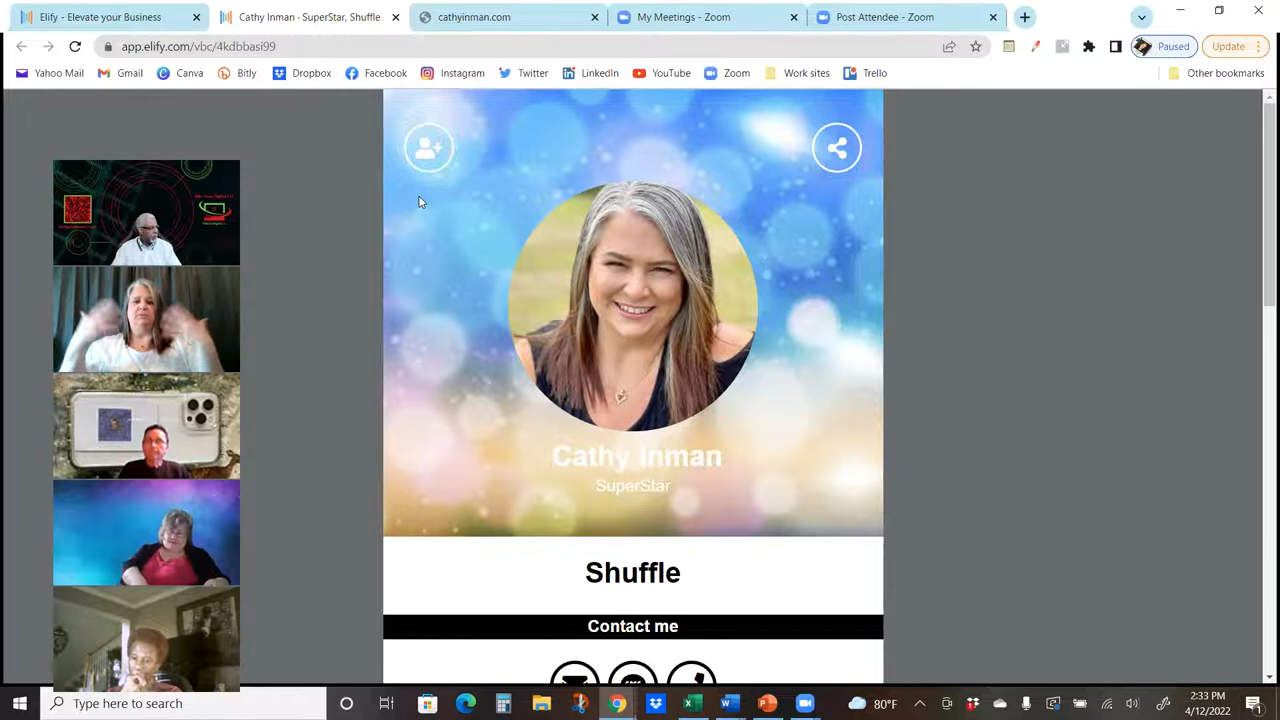 Elify - Elevate your Business
Cathy Inman - SuperStar, Shuffle
cathyinman.com
My Meetings - Zoom
Post Attendee - Zoom
app.elify.com/vbc/4kdbbasi99
Paused
Update
Yahoo Mail
Gmail
Canva
Bitly
Dropbox
Facebook
Instagram
Twitter
LinkedIn
YouTube
Zoom
Work sites
Trello
Other bookmarks
Cathy Inman
SuperStar
Shuffle
Contact me
Type here to search
80°F
2:33 PM
4/12/2022